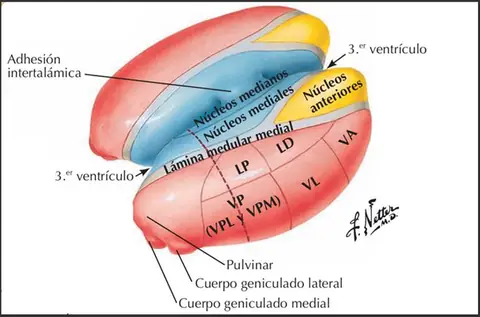 3.er ventrículo
Adhesión
intertalámica
Núcleos medianos
Núcleos mediales
Núcleos
anteriores
Lámina medular medial
3.er ventrículo
LP
LD
VA
VP
(VPL y VPM)
VL
F. Netter
M.D.
Pulvinar
Cuerpo geniculado lateral
Cuerpo geniculado medial